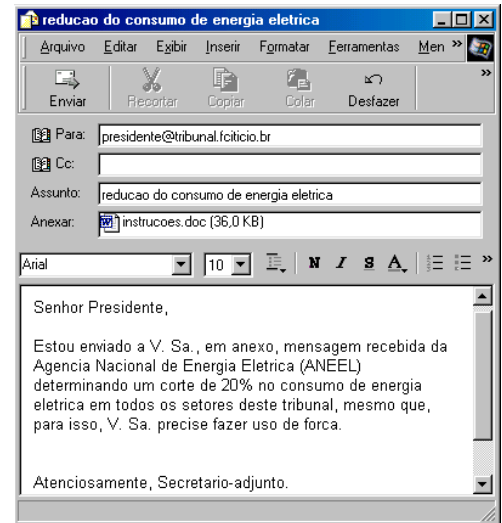 reducao do consumo de energia eletrica
Arquivo Editar Exibir Inserir Formatar Ferramentas Men »
Enviar Recortar Copiar Colar Desfazer »
Para: presidente@tribunal.fciticio.br
Cc:
Assunto: reducao do consumo de energia eletrica
Anexar: instrucoes.doc (36,0 KB)
Arial 10 N I S A »
Senhor Presidente,
Estou enviado a V. Sa., em anexo, mensagem recebida da
Agencia Nacional de Energia Eletrica (ANEEL)
determinando um corte de 20% no consumo de energia
eletrica em todos os setores deste tribunal, mesmo que,
para isso, V. Sa. precise fazer uso de forca.
Atenciosamente, Secretario-adjunto.